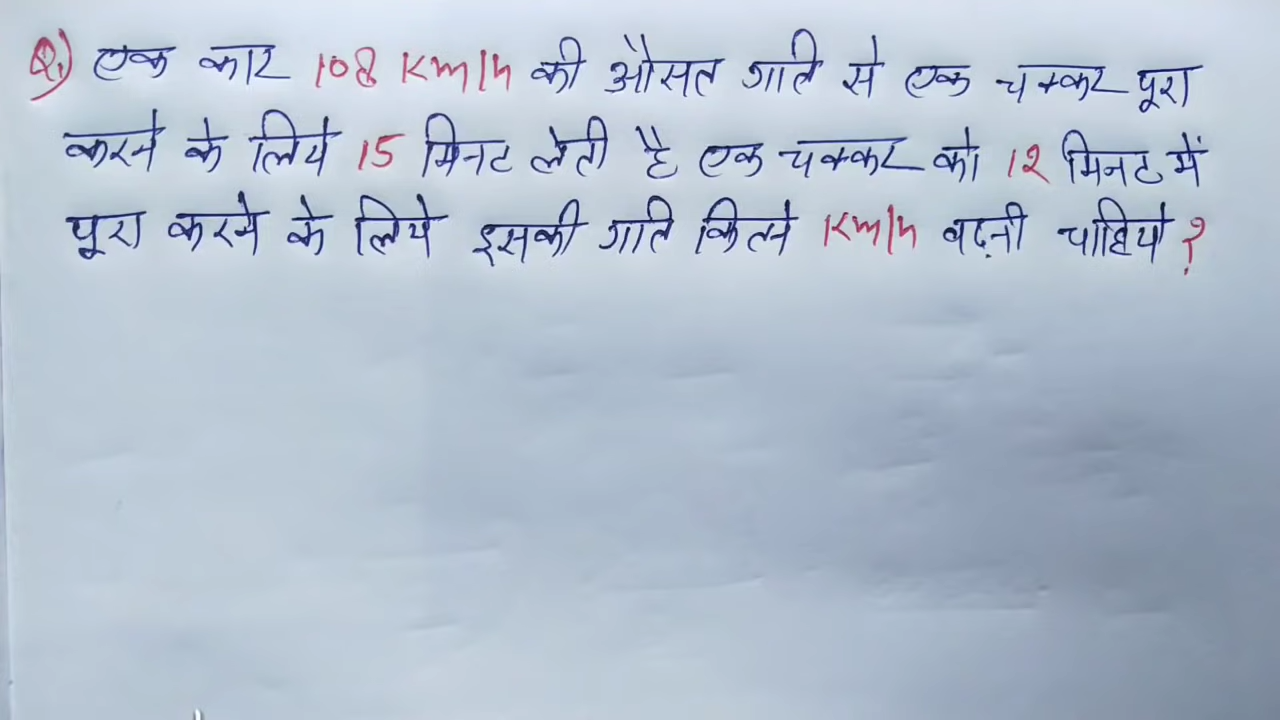 Q.) एक कार 108 Km/h की औसत गति से एक चक्कर पूरा
करने के लिये 15 मिनट लेती है एक चक्कर को 12 मिनट में
पूरा करने के लिये इसकी गति कितने Km/h बढ़नी चाहिये ?